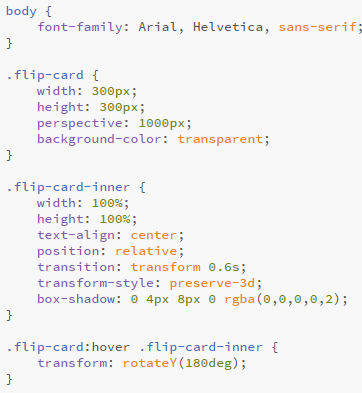 body {
    font-family: Arial, Helvetica, sans-serif;
}

.flip-card {
    width: 300px;
    height: 300px;
    perspective: 1000px;
    background-color: transparent;
}

.flip-card-inner {
    width: 100%;
    height: 100%;
    text-align: center;
    position: relative;
    transition: transform 0.6s;
    transform-style: preserve-3d;
    box-shadow: 0 4px 8px 0 rgba(0,0,0,0,2);
}

.flip-card:hover .flip-card-inner {
    transform: rotateY(180deg);
}